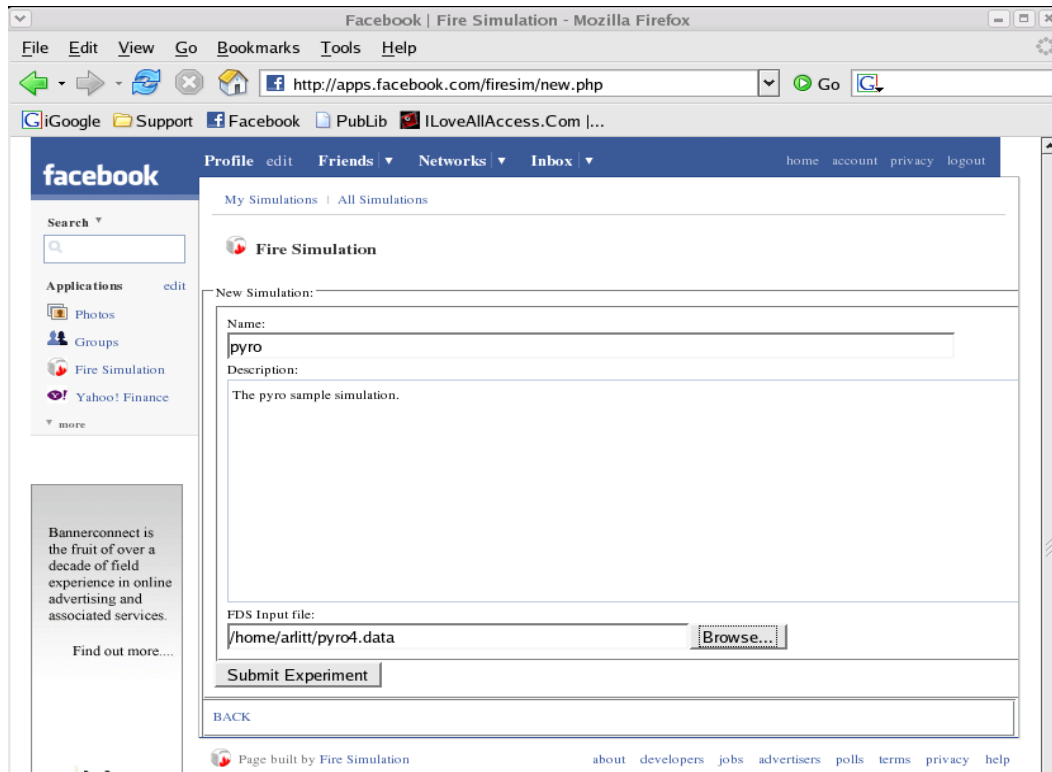 Facebook | Fire Simulation - Mozilla Firefox
File Edit View Go Bookmarks Tools Help
http://apps.facebook.com/firesim/new.php Go G
G iGoogle Support Facebook PubLib ILoveAllAccess.Com |...
facebook
Profile edit Friends Networks Inbox home account privacy logout
My Simulations | All Simulations
Search
Fire Simulation
Applications edit
Photos
Groups
Fire Simulation
Yahoo! Finance
more
New Simulation:
Name:
pyro
Description:
The pyro sample simulation.
Bannerconnect is
the fruit of over a
decade of field
experience in online
advertising and
associated services.
Find out more....
FDS Input file:
/home/arlitt/pyro4.data Browse...
Submit Experiment
BACK
Page built by Fire Simulation about developers jobs advertisers polls terms privacy help